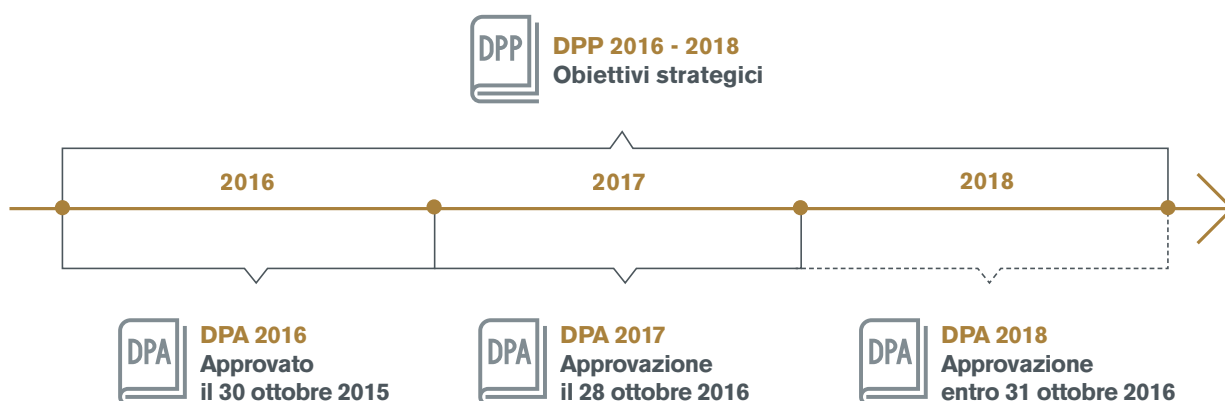 DPP
DPP 2016 - 2018
Obiettivi strategici
2016
2017
2018
DPA
DPA 2016
Approvato
il 30 ottobre 2015
DPA
DPA 2017
Approvazione
il 28 ottobre 2016
DPA
DPA 2018
Approvazione
entro 31 ottobre 2016